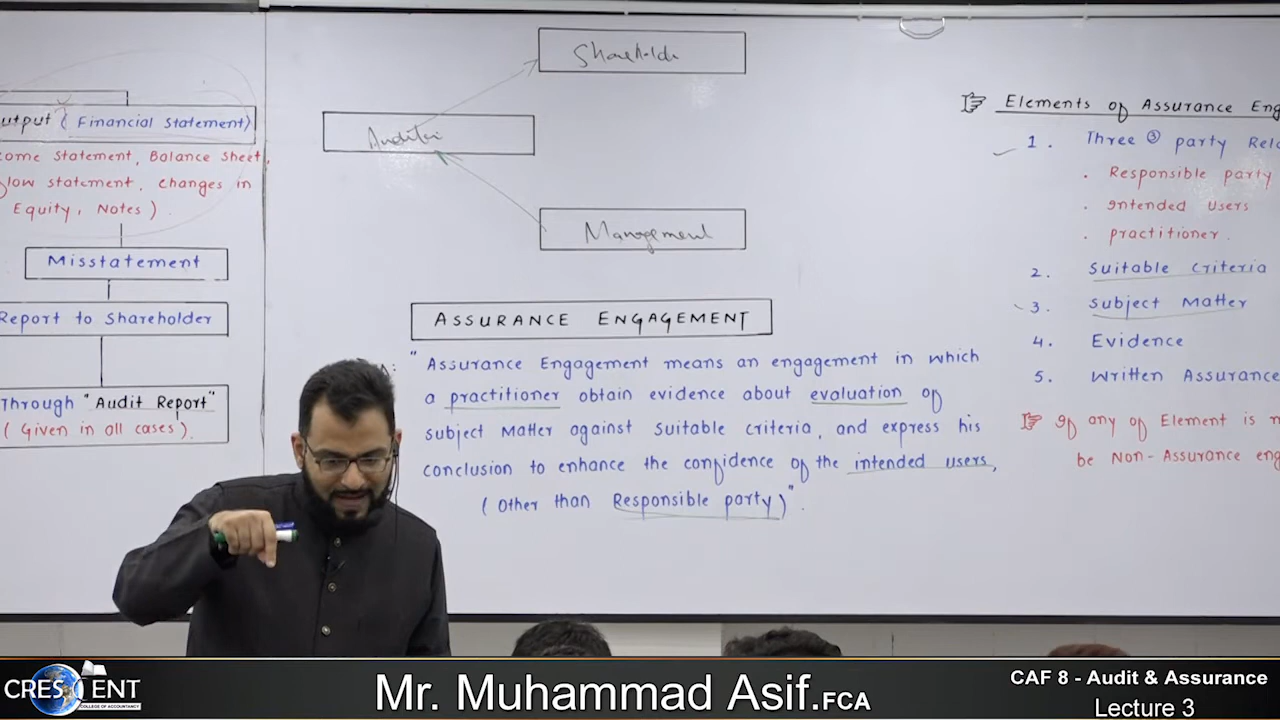 utput ( Financial Statement)
come Statement, Balance Sheet,
flow statement, changes in
Equity, Notes ).
Misstatement
Report to Shareholder
Through "Audit Report"
( Given in all cases ).
Shareholder
Auditor
Management
ASSURANCE ENGAGEMENT
"Assurance Engagement means an engagement in which
a practitioner obtain evidence about evaluation of
subject Matter against suitable criteria, and express his
conclusion to enhance the confidence of the intended users,
( Other than Responsible party )".
Elements of Assurance Eng
1. Three ③ party Rela
. Responsible party
. Intended users
. practitioner.
2. Suitable criteria
3. Subject Matter
4. Evidence
5. Written Assurance
If any of Element is
be Non-Assurance eng
CRESCENT
COLLEGE OF ACCOUNTANCY
Mr. Muhammad Asif.FCA
CAF 8 - Audit & Assurance
Lecture 3